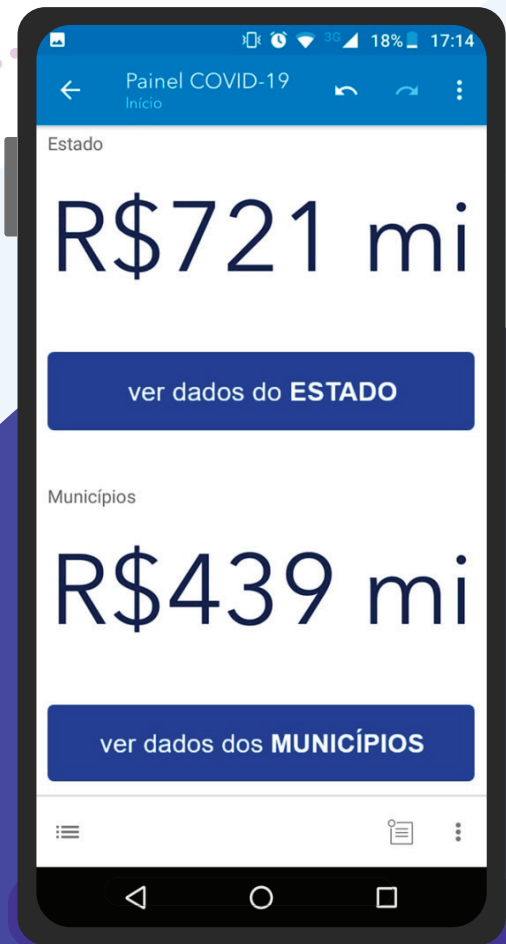 3G 18% 17:14
Painel COVID-19
Início
Estado
R$721 mi
ver dados do ESTADO
Municípios
R$439 mi
ver dados dos MUNICÍPIOS